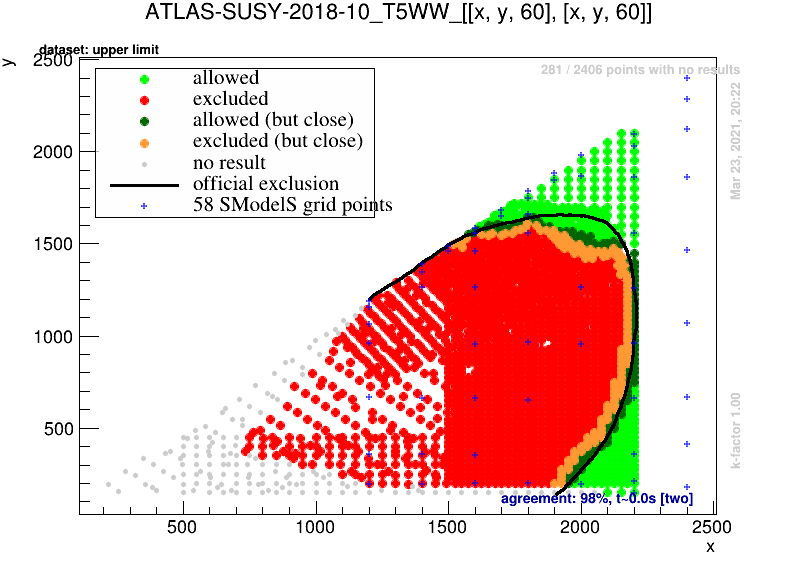 ATLAS-SUSY-2018-10_T5WW_[[x, y, 60], [x, y, 60]]
dataset: upper limit
y
281 / 2406 points with no results
allowed
excluded
allowed (but close)
excluded (but close)
no result
official exclusion
58 SModelS grid points
Mar 23, 2021, 20:22
k-factor 1.00
2500
2000
1500
1000
500
agreement: 98%, t~0.0s [two]
500 1000 1500 2000 2500
x